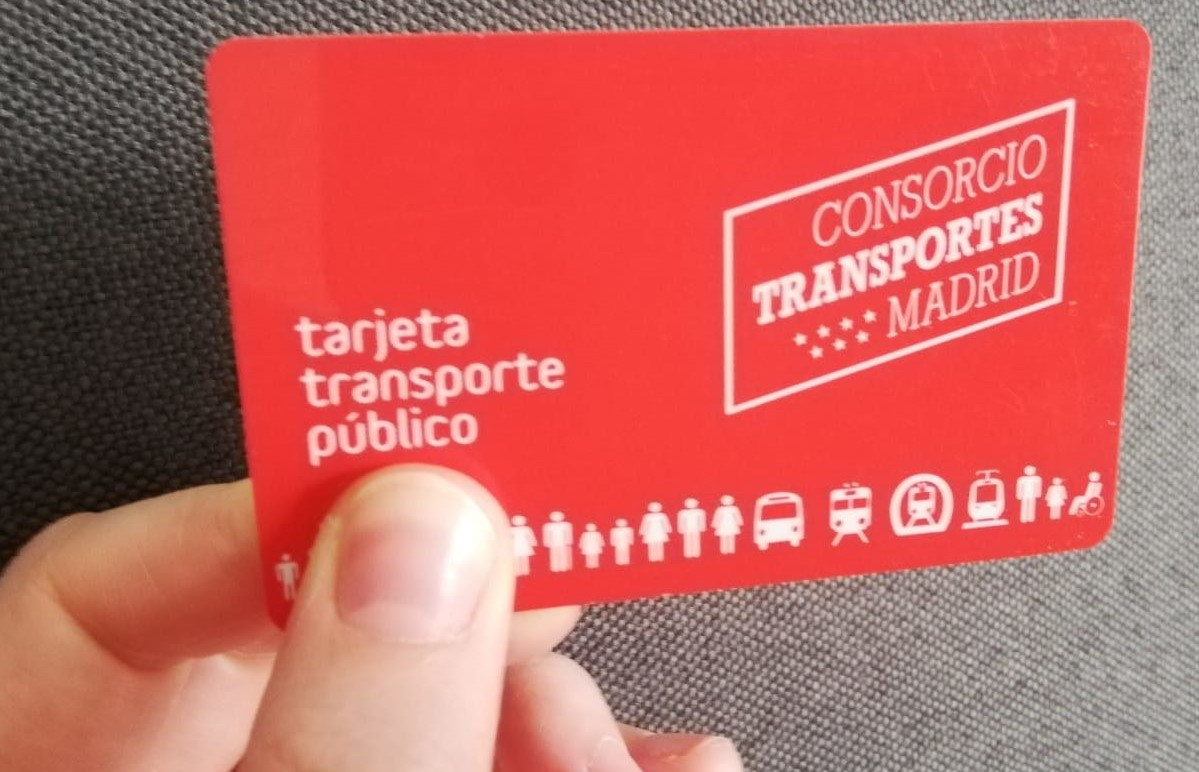 CONSORCIO
TRANSPORTES
MADRID
tarjeta
transporte
público